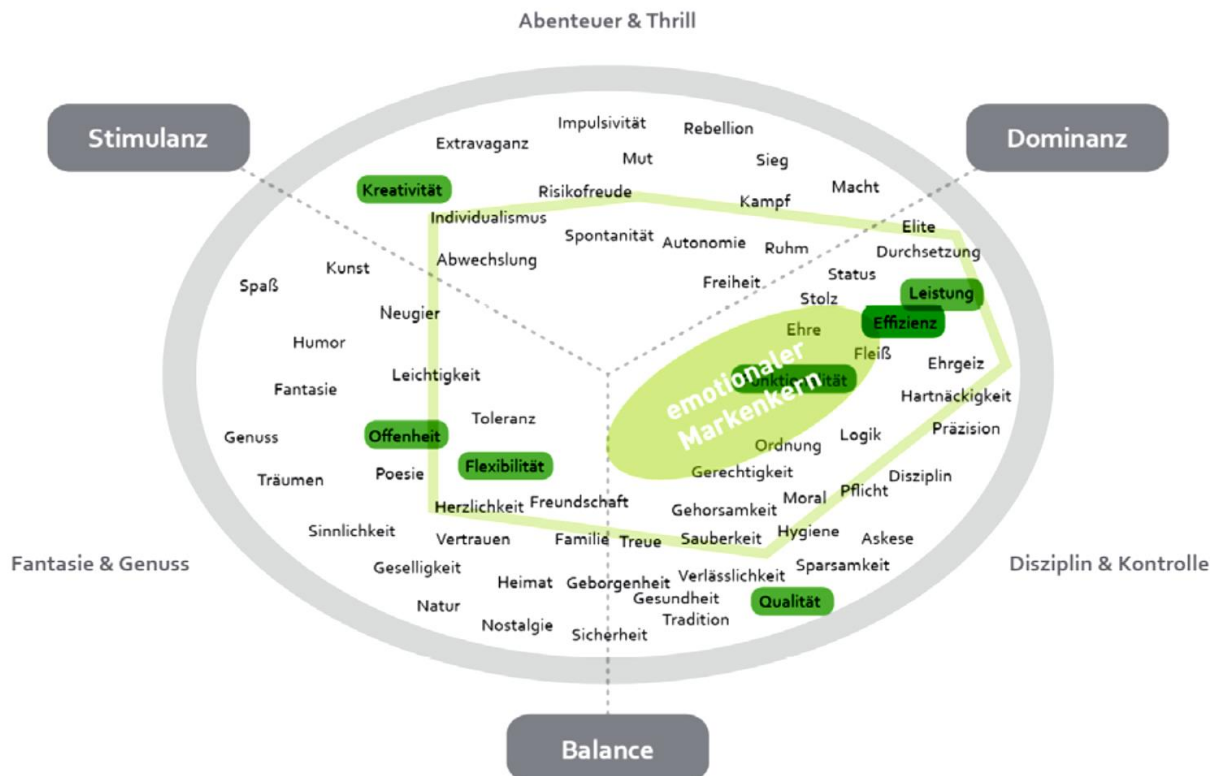 Abenteuer & Thrill
Stimulanz
Dominanz
Impulsivität
Rebellion
Extravaganz
Mut
Sieg
Kreativität
Risikofreude
Kampf
Macht
Individualismus
Spontanität
Autonomie
Ruhm
Elite
Durchsetzung
Abwechslung
Kunst
Spaß
Freiheit
Status
Stolz
Leistung
Neugier
Effizienz
Ehre
Humor
Fleiß
Ehrgeiz
Leichtigkeit
Fantasie
emotionaler
Markenkern
Funktionalität
Hartnäckigkeit
Toleranz
Präzision
Genuss
Offenheit
Ordnung
Logik
Träumen
Poesie
Flexibilität
Gerechtigkeit
Disziplin
Pflicht
Moral
Herzlichkeit
Freundschaft
Gehorsamkeit
Sinnlichkeit
Vertrauen
Familie
Treue
Sauberkeit
Hygiene
Askese
Fantasie & Genuss
Disziplin & Kontrolle
Geselligkeit
Heimat
Geborgenheit
Verlässlichkeit
Sparsamkeit
Natur
Gesundheit
Qualität
Nostalgie
Sicherheit
Tradition
Balance